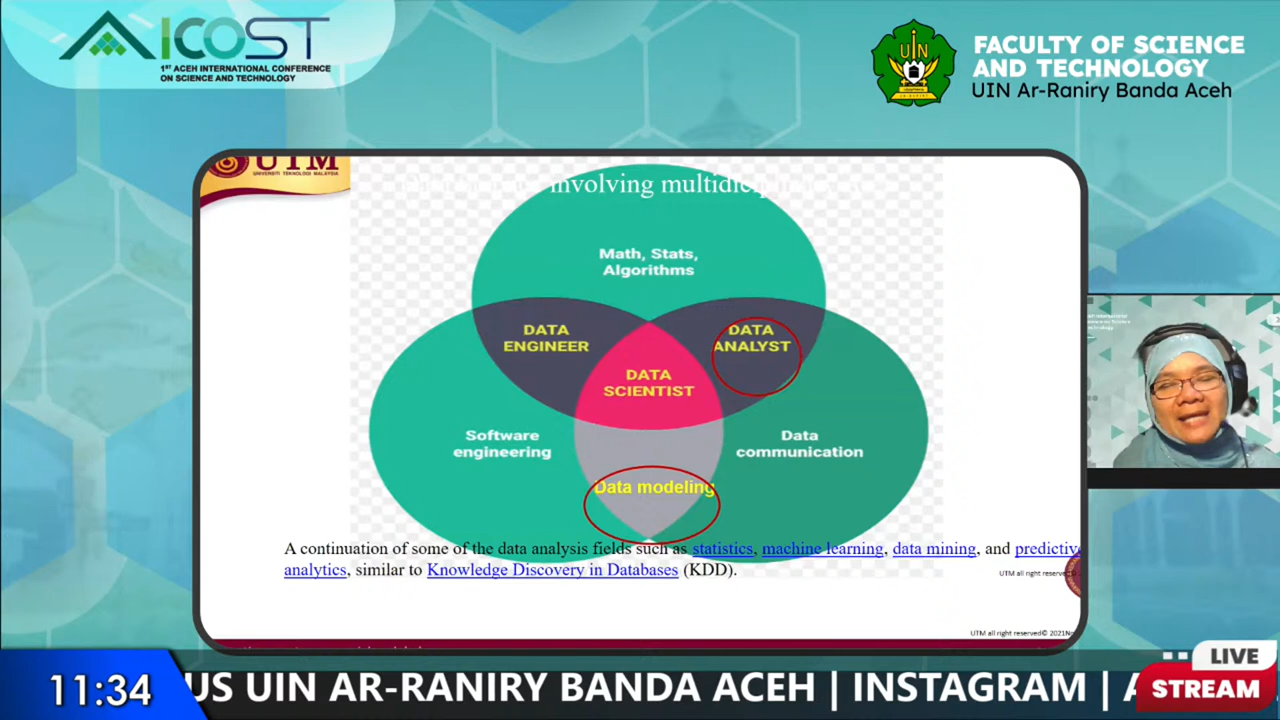 AICOST
1ST ACEH INTERNATIONAL CONFERENCE
ON SCIENCE AND TECHNOLOGY
UIN
FACULTY OF SCIENCE
AND TECHNOLOGY
UIN Ar-Raniry Banda Aceh
UTM
UNIVERSITI TEKNOLOGI MALAYSIA
involving
Math, Stats,
Algorithms
DATA
ENGINEER
DATA
ANALYST
DATA
SCIENTIST
Software
engineering
Data
communication
Data modeling
A continuation of some of the data analysis fields such as statistics, machine learning, data mining, and predictiv
analytics, similar to Knowledge Discovery in Databases (KDD).
UTM all right reserve
UTM all right reserved© 2021
11:34
US UIN AR-RANIRY BANDA ACEH | INSTAGRAM | A
LIVE
STREAM